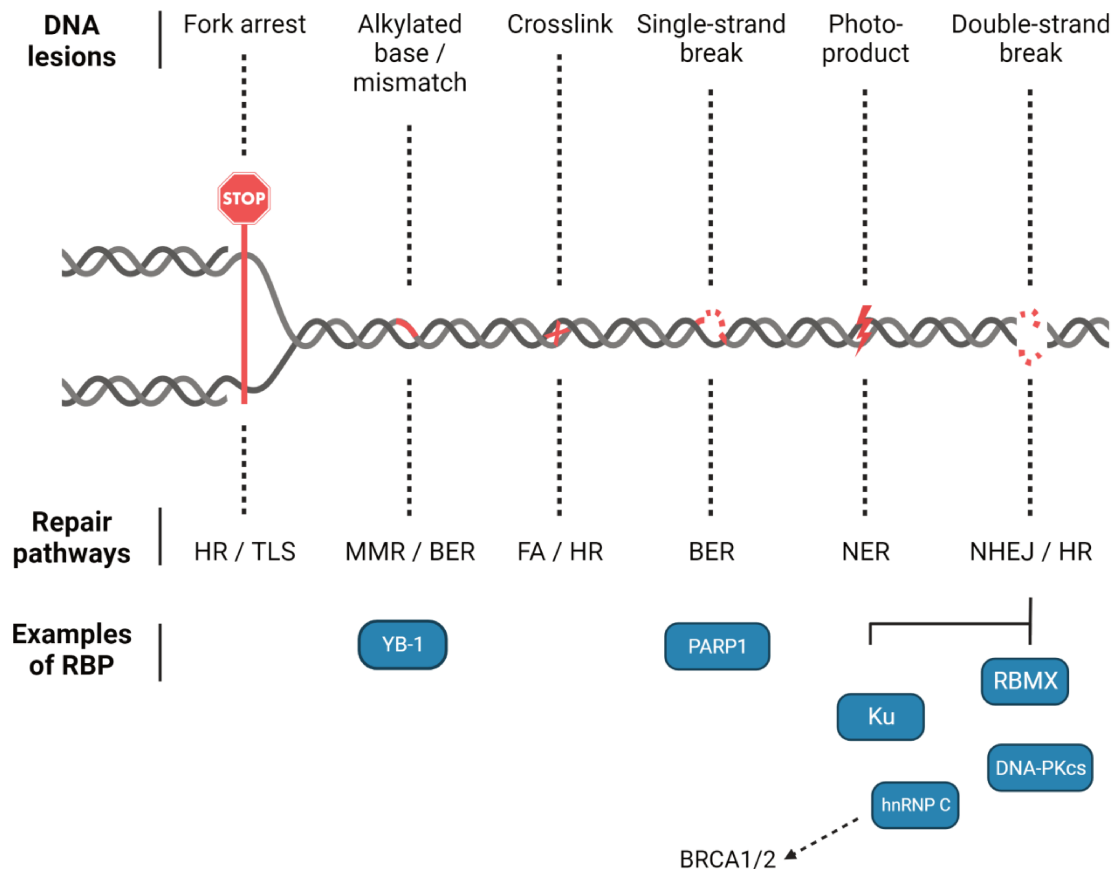 DNA
lesions
Fork arrest
Alkylated
base /
mismatch
Crosslink
Single-strand
break
Photo-
product
Double-strand
break
STOP
Repair
pathways
HR / TLS
MMR / BER
FA / HR
BER
NER
NHEJ / HR
Examples
of RBP
YB-1
PARP1
RBMX
Ku
DNA-PKcs
hnRNP C
BRCA1/2